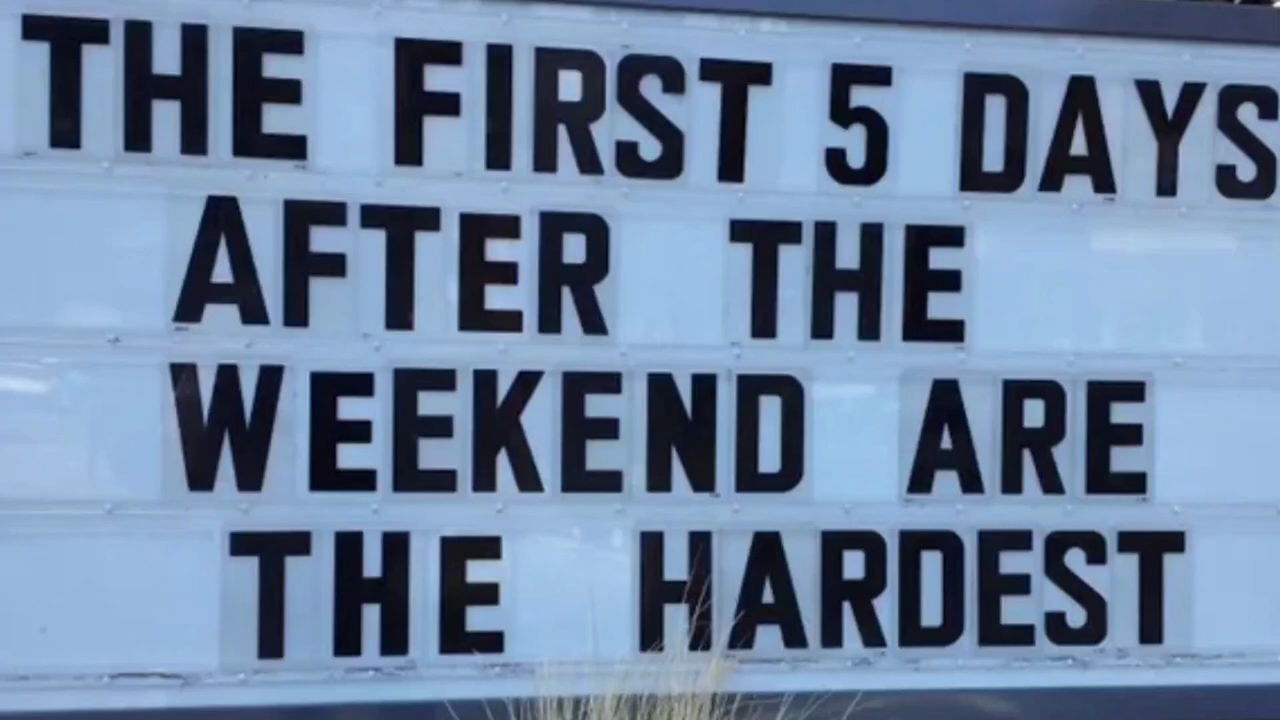 THE FIRST 5 DAYS
AFTER THE
WEEKEND ARE
THE HARDEST